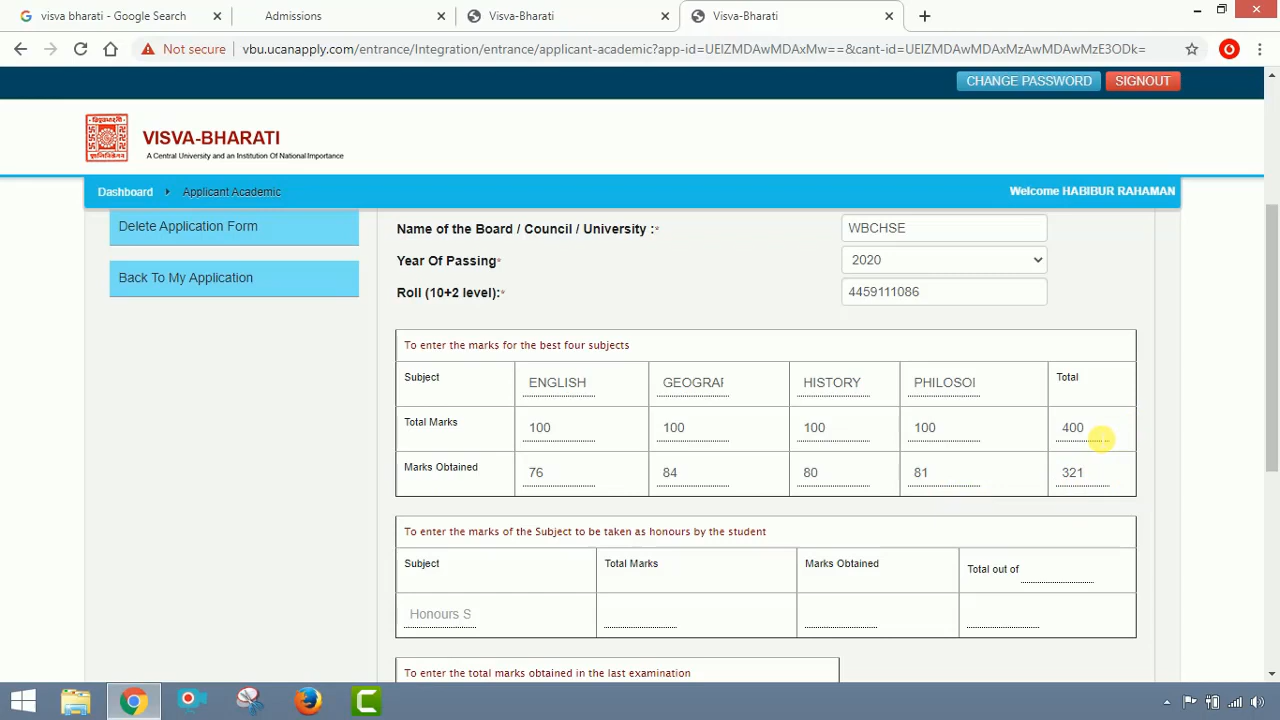 visva bharati - Google Search
Admissions
Visva-Bharati
Visva-Bharati
Not secure
vbu.ucanapply.com/entrance/Integration/entrance/applicant-academic?app-id=UElZMDAwMDAxMw==&cant-id=UElZMDAwMDAxMzAwMDAwMzE3ODk=
CHANGE PASSWORD
SIGNOUT
VISVA-BHARATI
A Central University and an Institution Of National Importance
Dashboard
Applicant Academic
Welcome HABIBUR RAHAMAN
Delete Application Form
Back To My Application
Name of the Board / Council / University :*
WBCHSE
Year Of Passing*
2020
Roll (10+2 level):*
4459111086
To enter the marks for the best four subjects
Subject ENGLISH GEOGRAF HISTORY PHILOSOI Total
Total Marks 100 100 100 100 400
Marks Obtained 76 84 80 81 321
To enter the marks of the Subject to be taken as honours by the student
Subject Total Marks Marks Obtained Total out of
Honours S
To enter the total marks obtained in the last examination